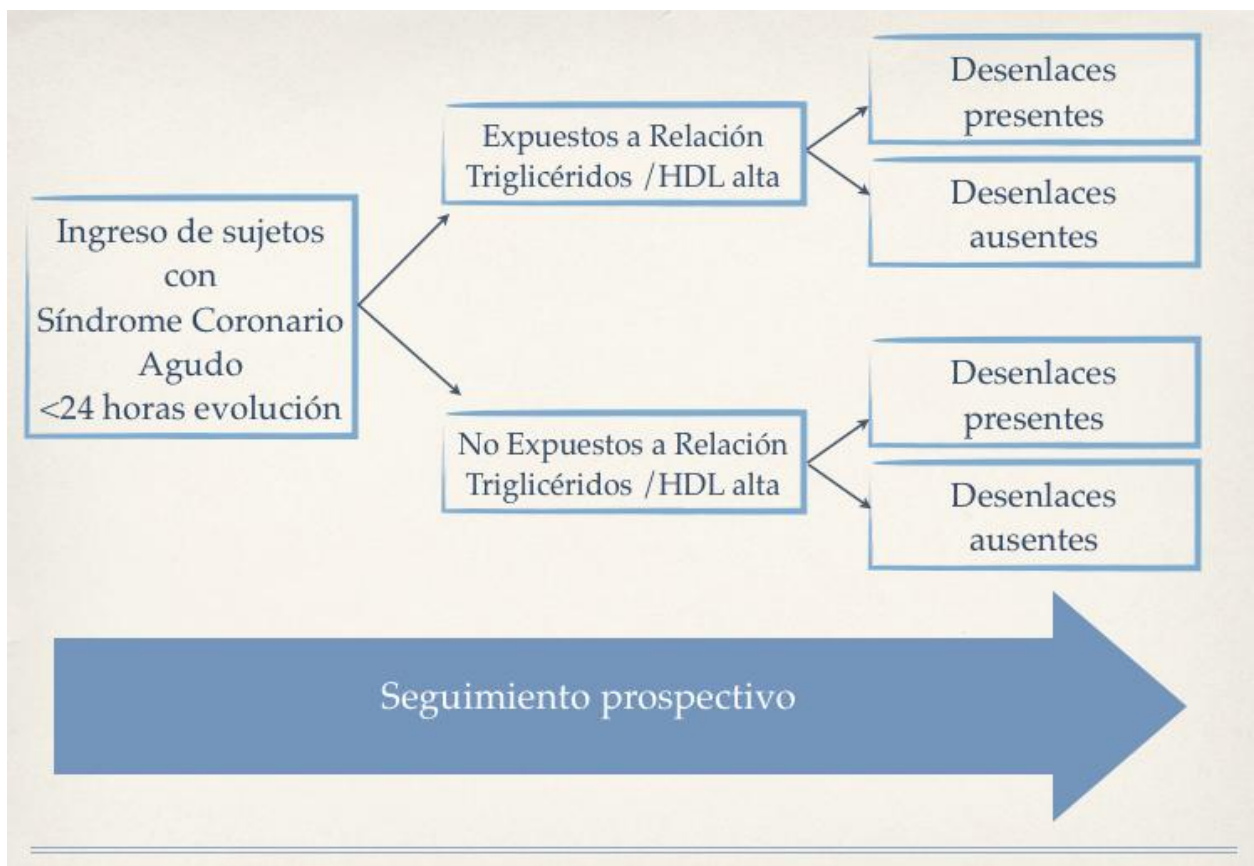 Ingreso de sujetos
con
Síndrome Coronario
Agudo
<24 horas evolución
Expuestos a Relación
Triglicéridos /HDL alta
Desenlaces
presentes
Desenlaces
ausentes
No Expuestos a Relación
Triglicéridos /HDL alta
Desenlaces
presentes
Desenlaces
ausentes
Seguimiento prospectivo